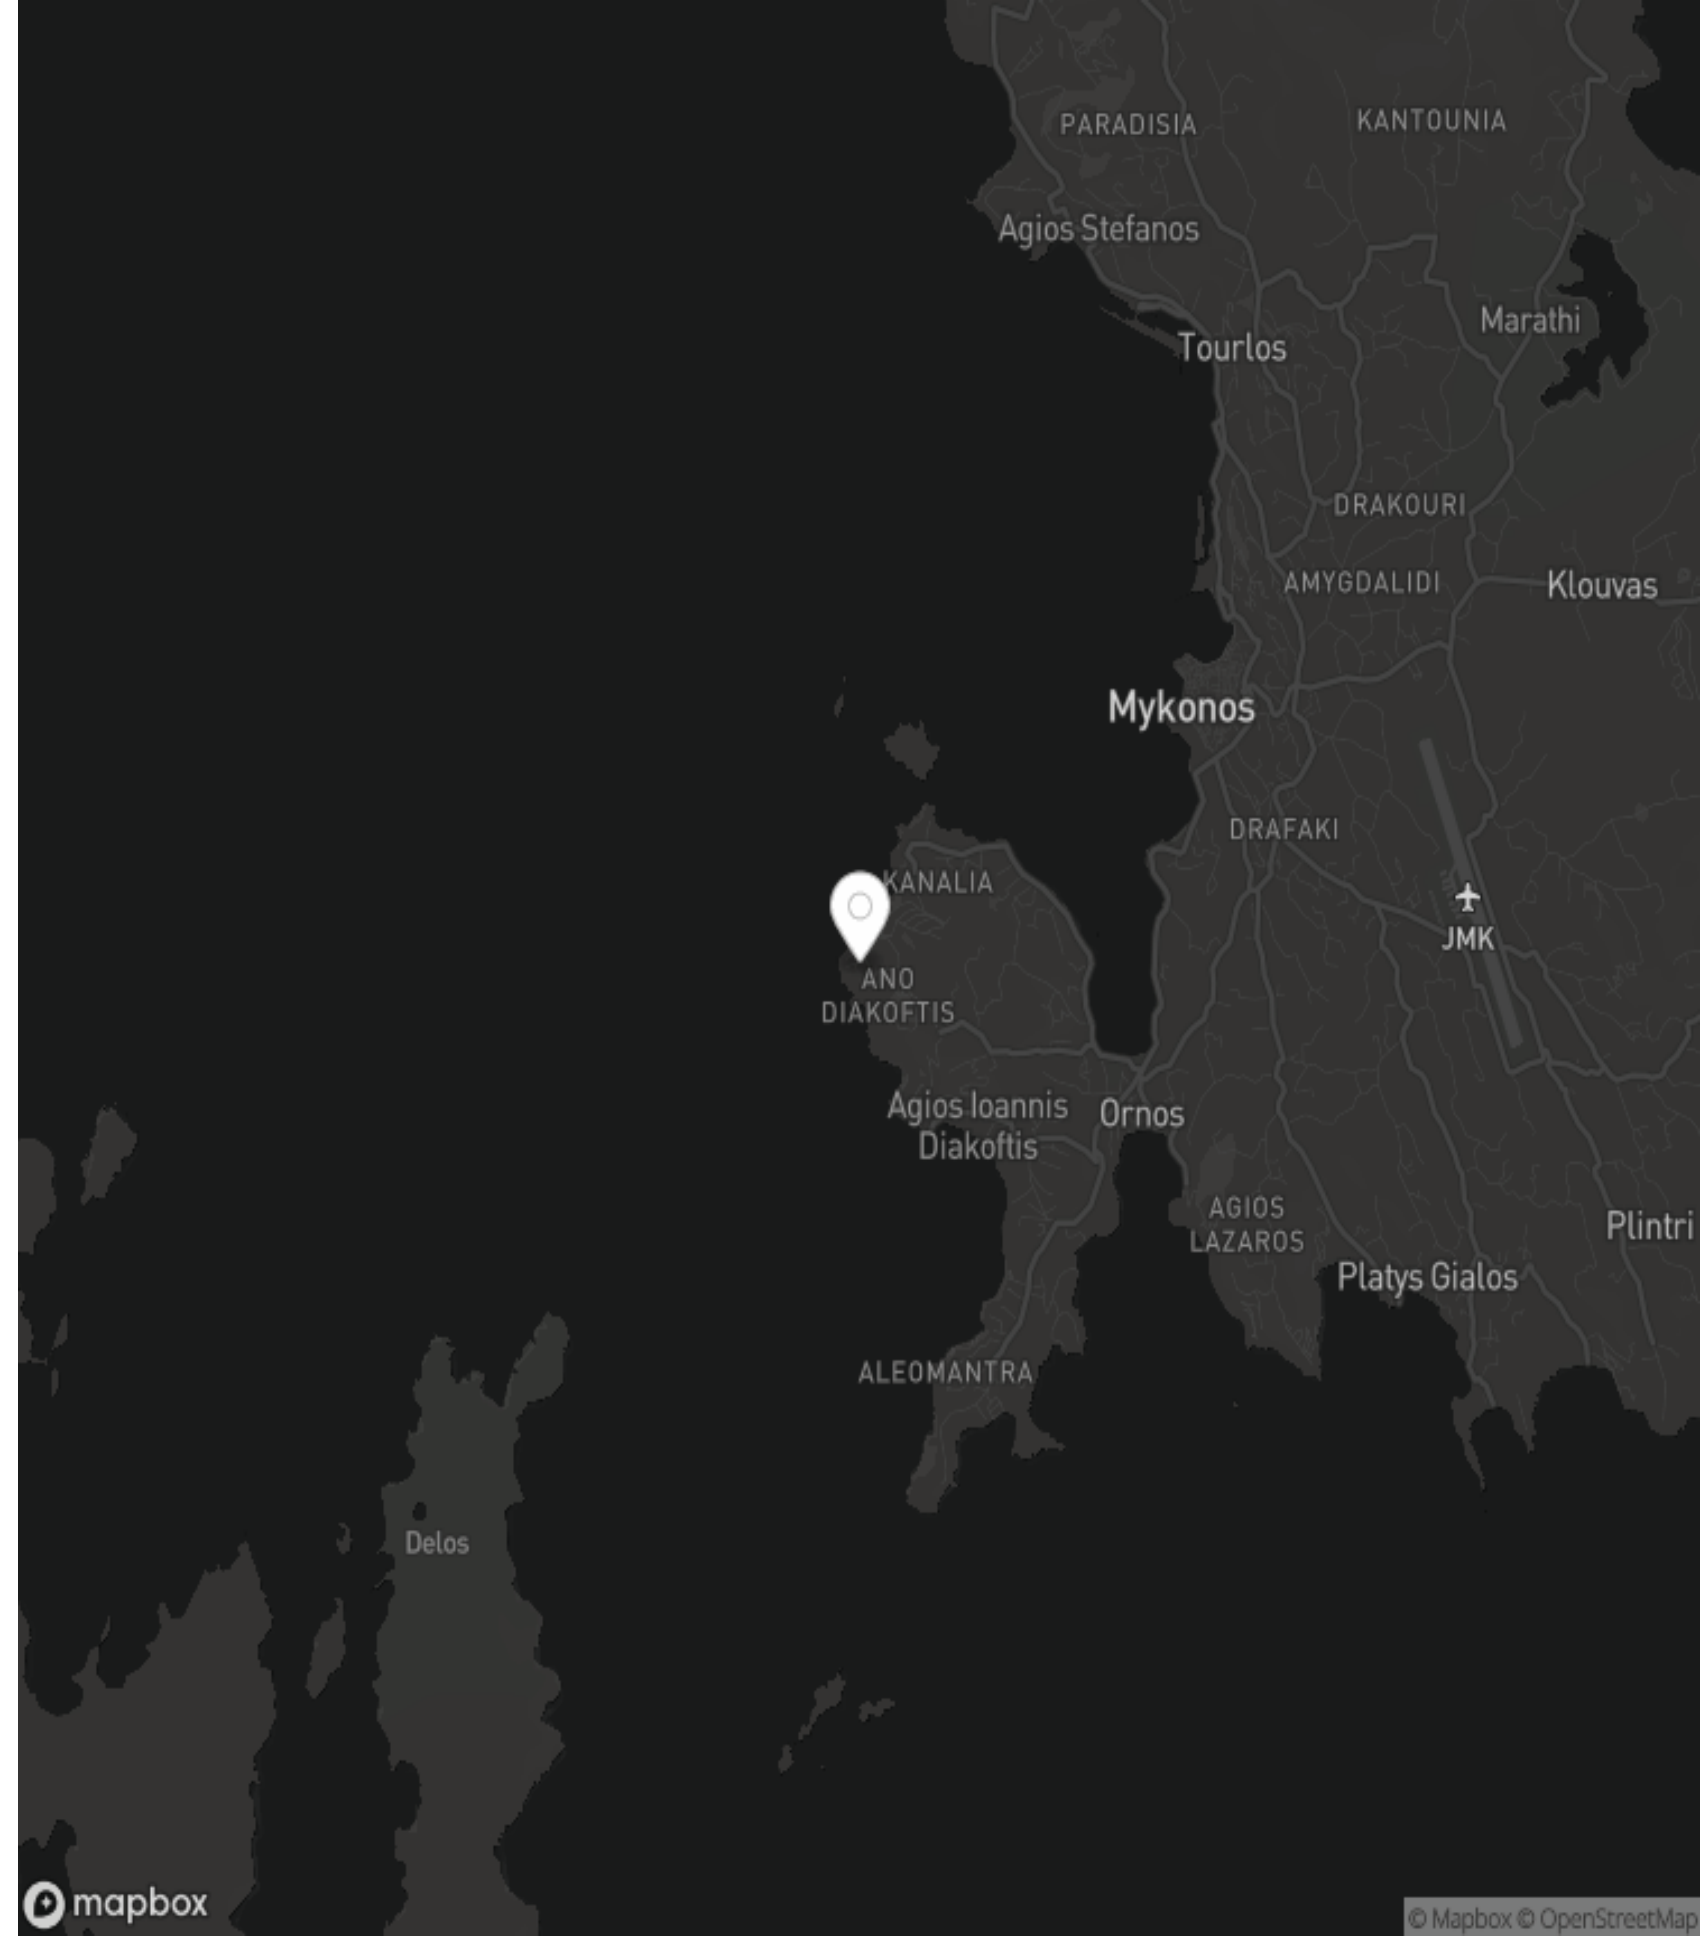 PARADISIA
KANTOUNIA
Agios Stefanos
Marathi
Tourlos
DRAKOURI
AMYGDALIDI
Klouvas
Mykonos
DRAFAKI
KANALIA
JMK
ANO
DIAKOFTIS
Agios Ioannis
Diakoftis
Ornos
AGIOS
LAZAROS
Plintri
Platys Gialos
ALEOMANTRA
Delos
mapbox
© Mapbox © OpenStreetMap